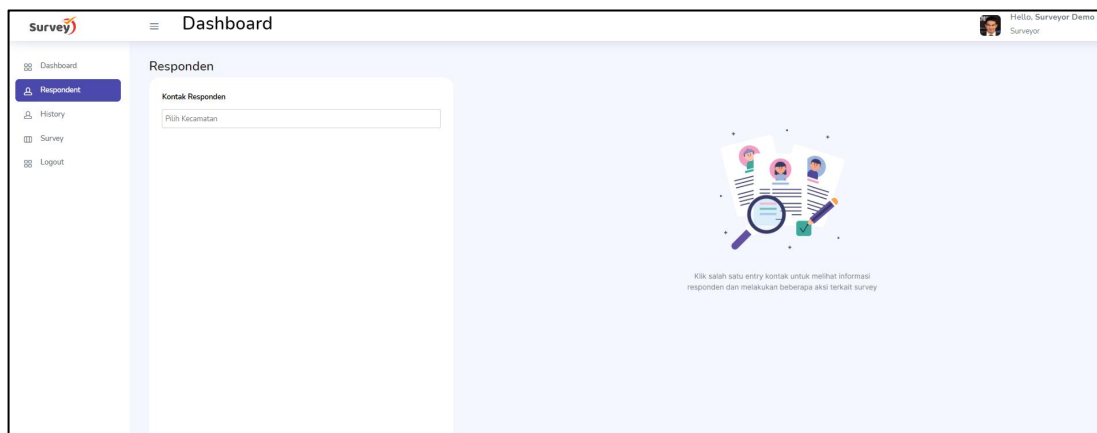 Survey
Dashboard
Hello, Surveyor Demo
Surveyor
Dashboard
Respondent
History
Survey
Logout
Responden
Kontak Responden
Pilih Kecamatan
Klik salah satu entry kontak untuk melihat informasi
responden dan melakukan beberapa aksi terkait survey